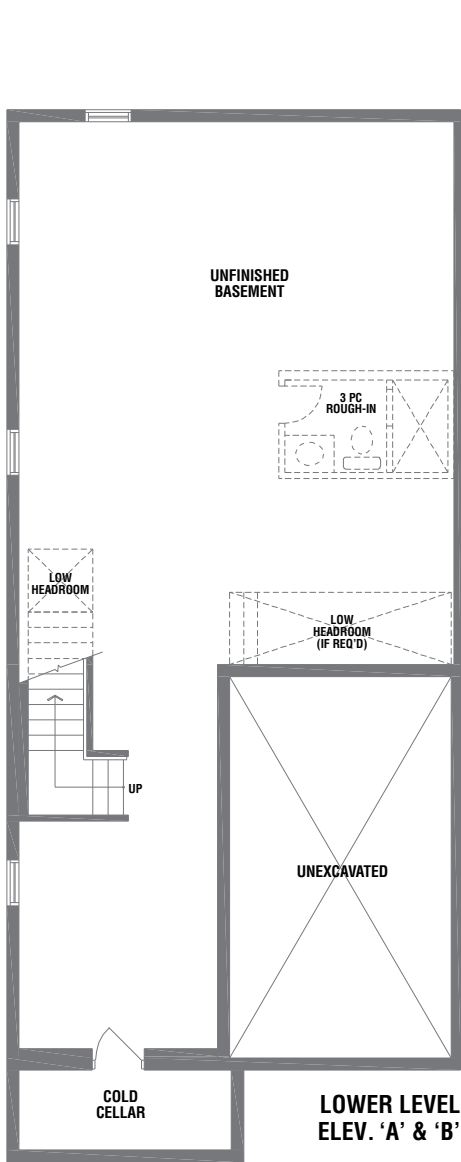 UNFINISHED
BASEMENT
3 PC
ROUGH-IN
LOW
HEADROOM
LOW
HEADROOM
(IF REQ'D)
UP
UNEXCAVATED
COLD
CELLAR
LOWER LEVEL
ELEV. ‘A’ & ‘B’